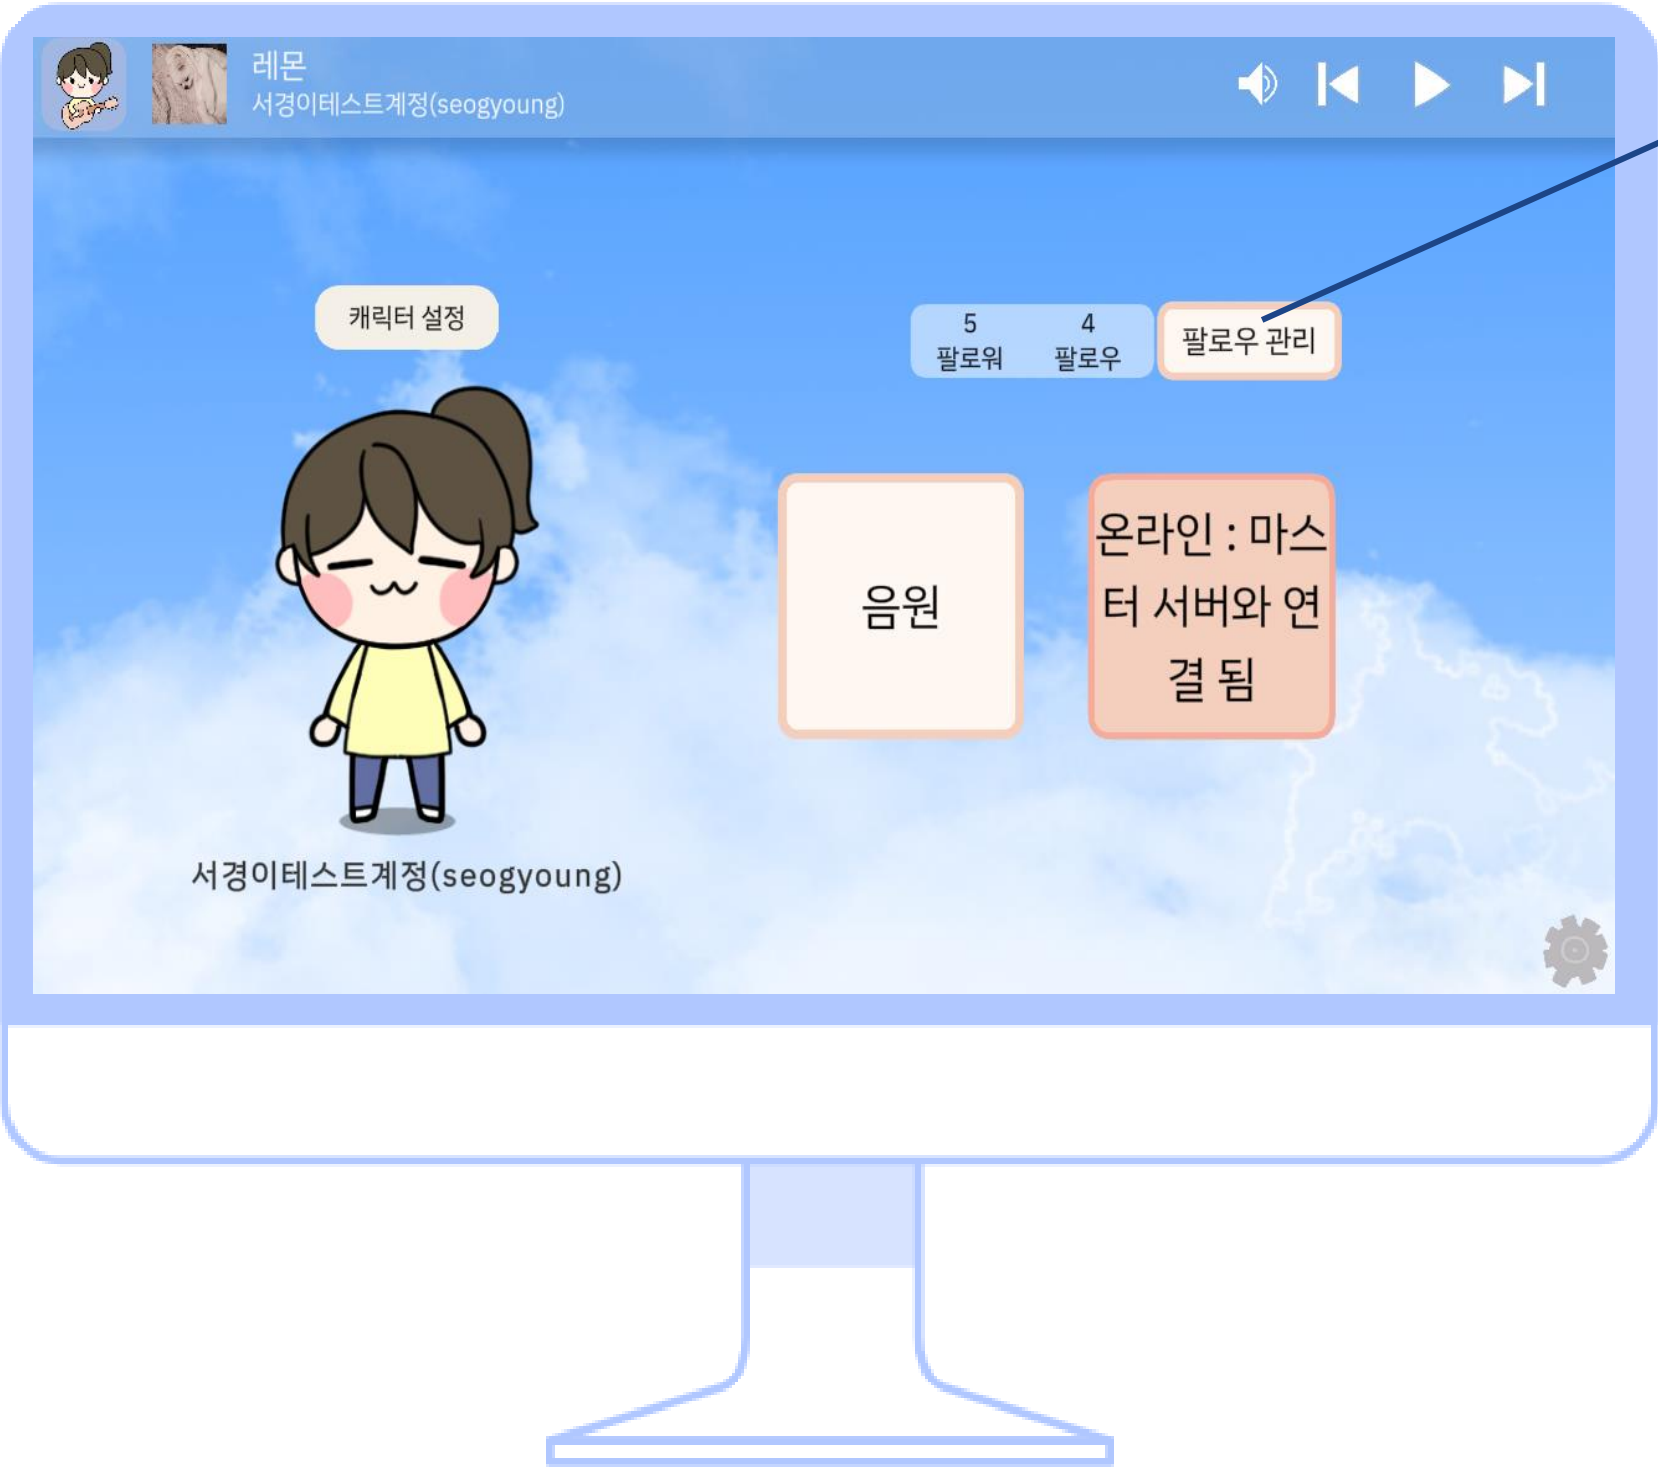 레몬
서경이테스트계정(seogyoung)
캐릭터 설정
5
팔로워
4
팔로우
팔로우 관리
음원
온라인 : 마스
터 서버와 연
결 됨
서경이테스트계정(seogyoung)